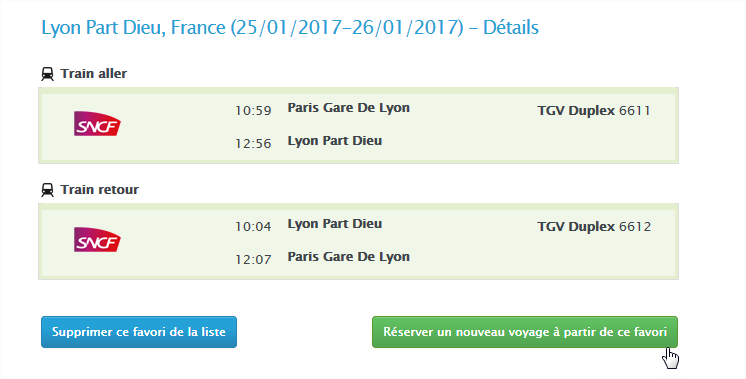 Lyon Part Dieu, France (25/01/2017-26/01/2017) - Détails
Train aller
SNCF 10:59 Paris Gare De Lyon TGV Duplex 6611
12:56 Lyon Part Dieu
Train retour
SNCF 10:04 Lyon Part Dieu TGV Duplex 6612
12:07 Paris Gare De Lyon
Supprimer ce favori de la liste Réserver un nouveau voyage à partir de ce favori